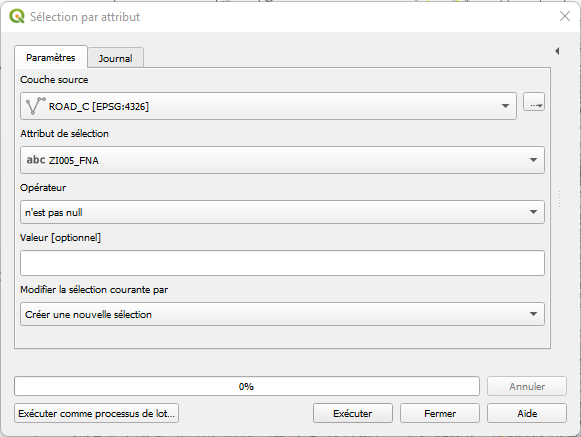 Sélection par attribut
Paramètres
Journal
Couche source
ROAD_C [EPSG:4326]
...
Attribut de sélection
abc ZI005_FNA
Opérateur
n'est pas null
Valeur [optionnel]
Modifier la sélection courante par
Créer une nouvelle sélection
0%
Annuler
Exécuter comme processus de lot...
Exécuter
Fermer
Aide